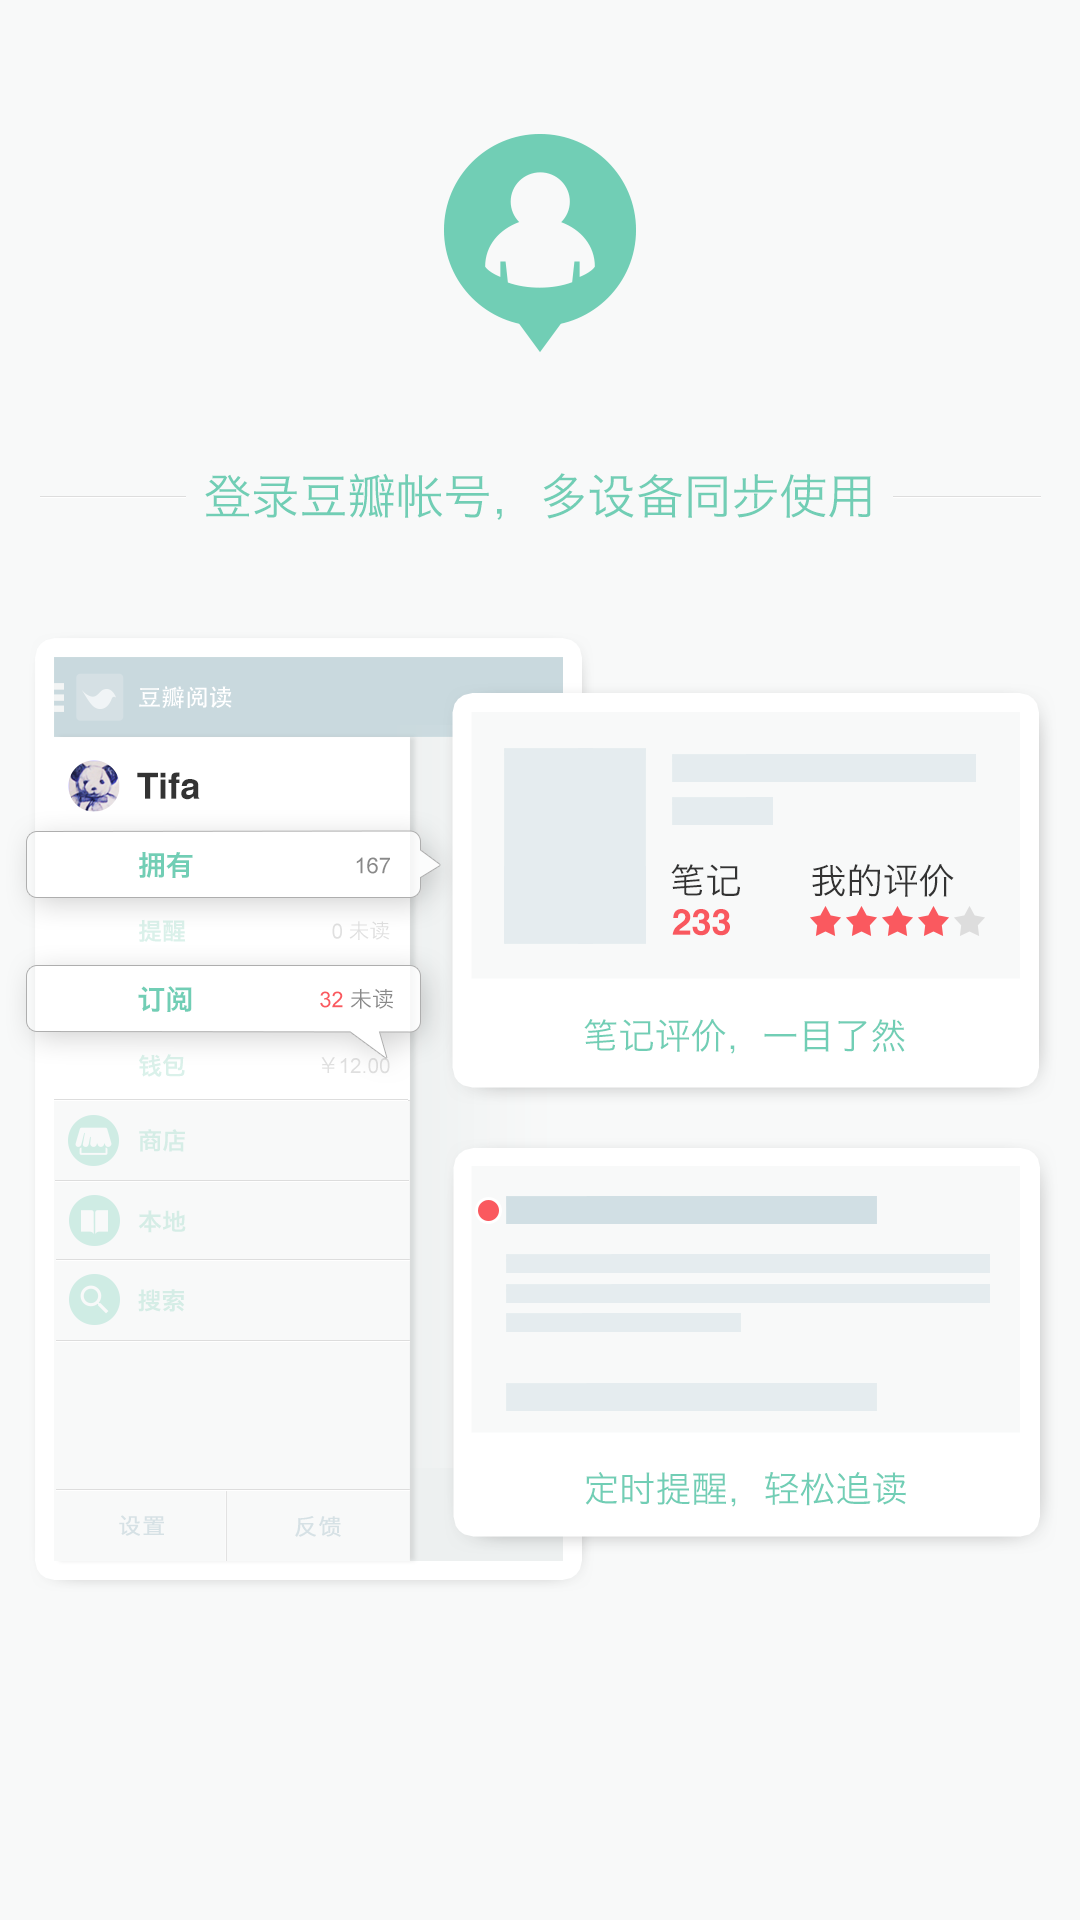 登录豆瓣帐号，多设备同步使用
豆瓣阅读
Tifa
拥有 167
提醒 0 未读
订阅 32 未读
钱包 ￥12.00
商店
本地
搜索
设置 反馈
笔记 我的评价
233
笔记评价，一目了然
定时提醒，轻松追读